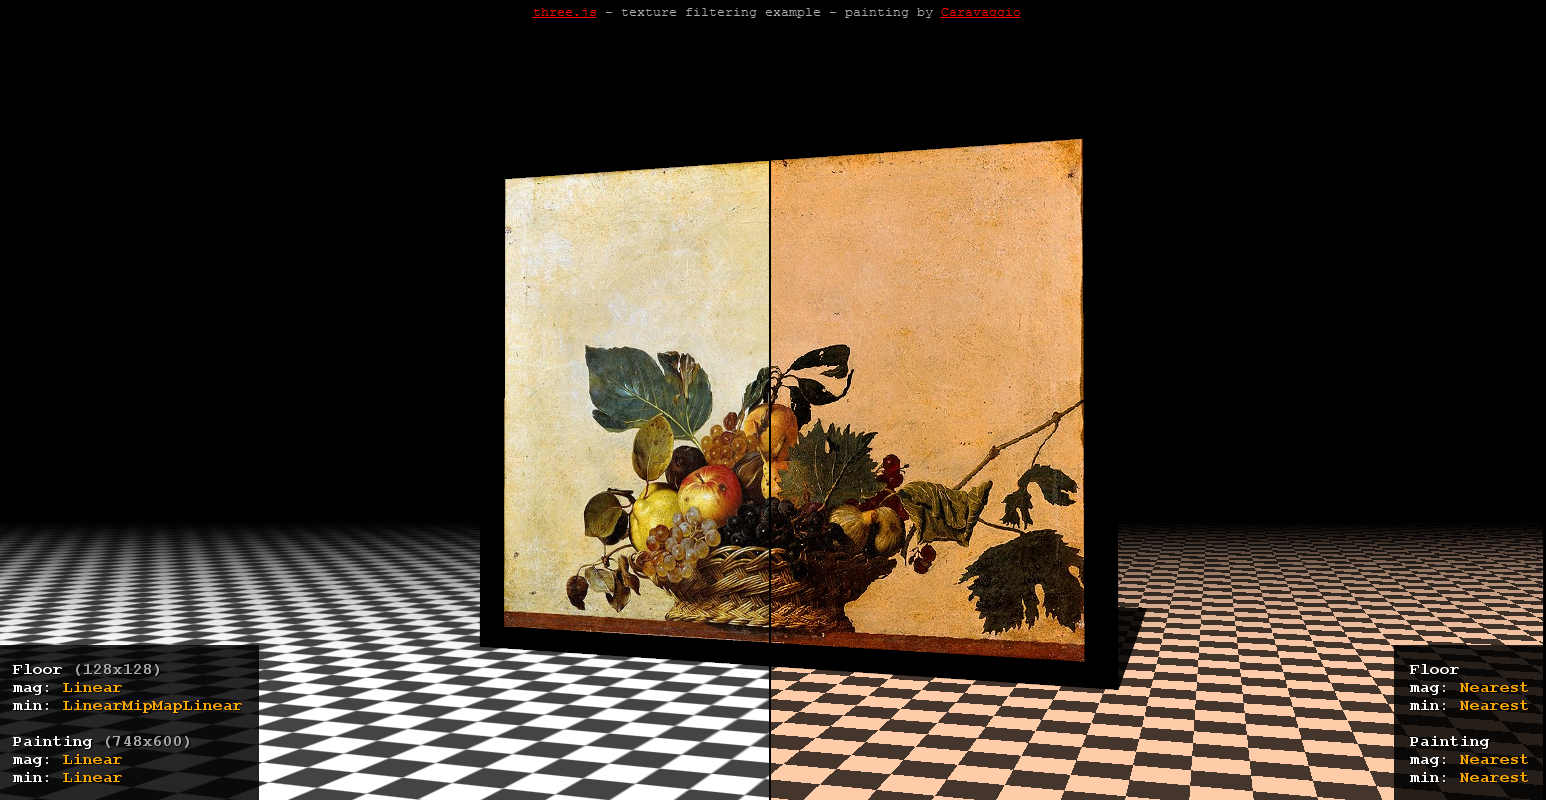 three.js - texture filtering example - painting by Caravaggio
Floor (128x128)
mag: Linear
min: LinearMipMapLinear
Painting (748x600)
mag: Linear
min: Linear
Floor
mag: Nearest
min: Nearest
Painting
mag: Nearest
min: Nearest